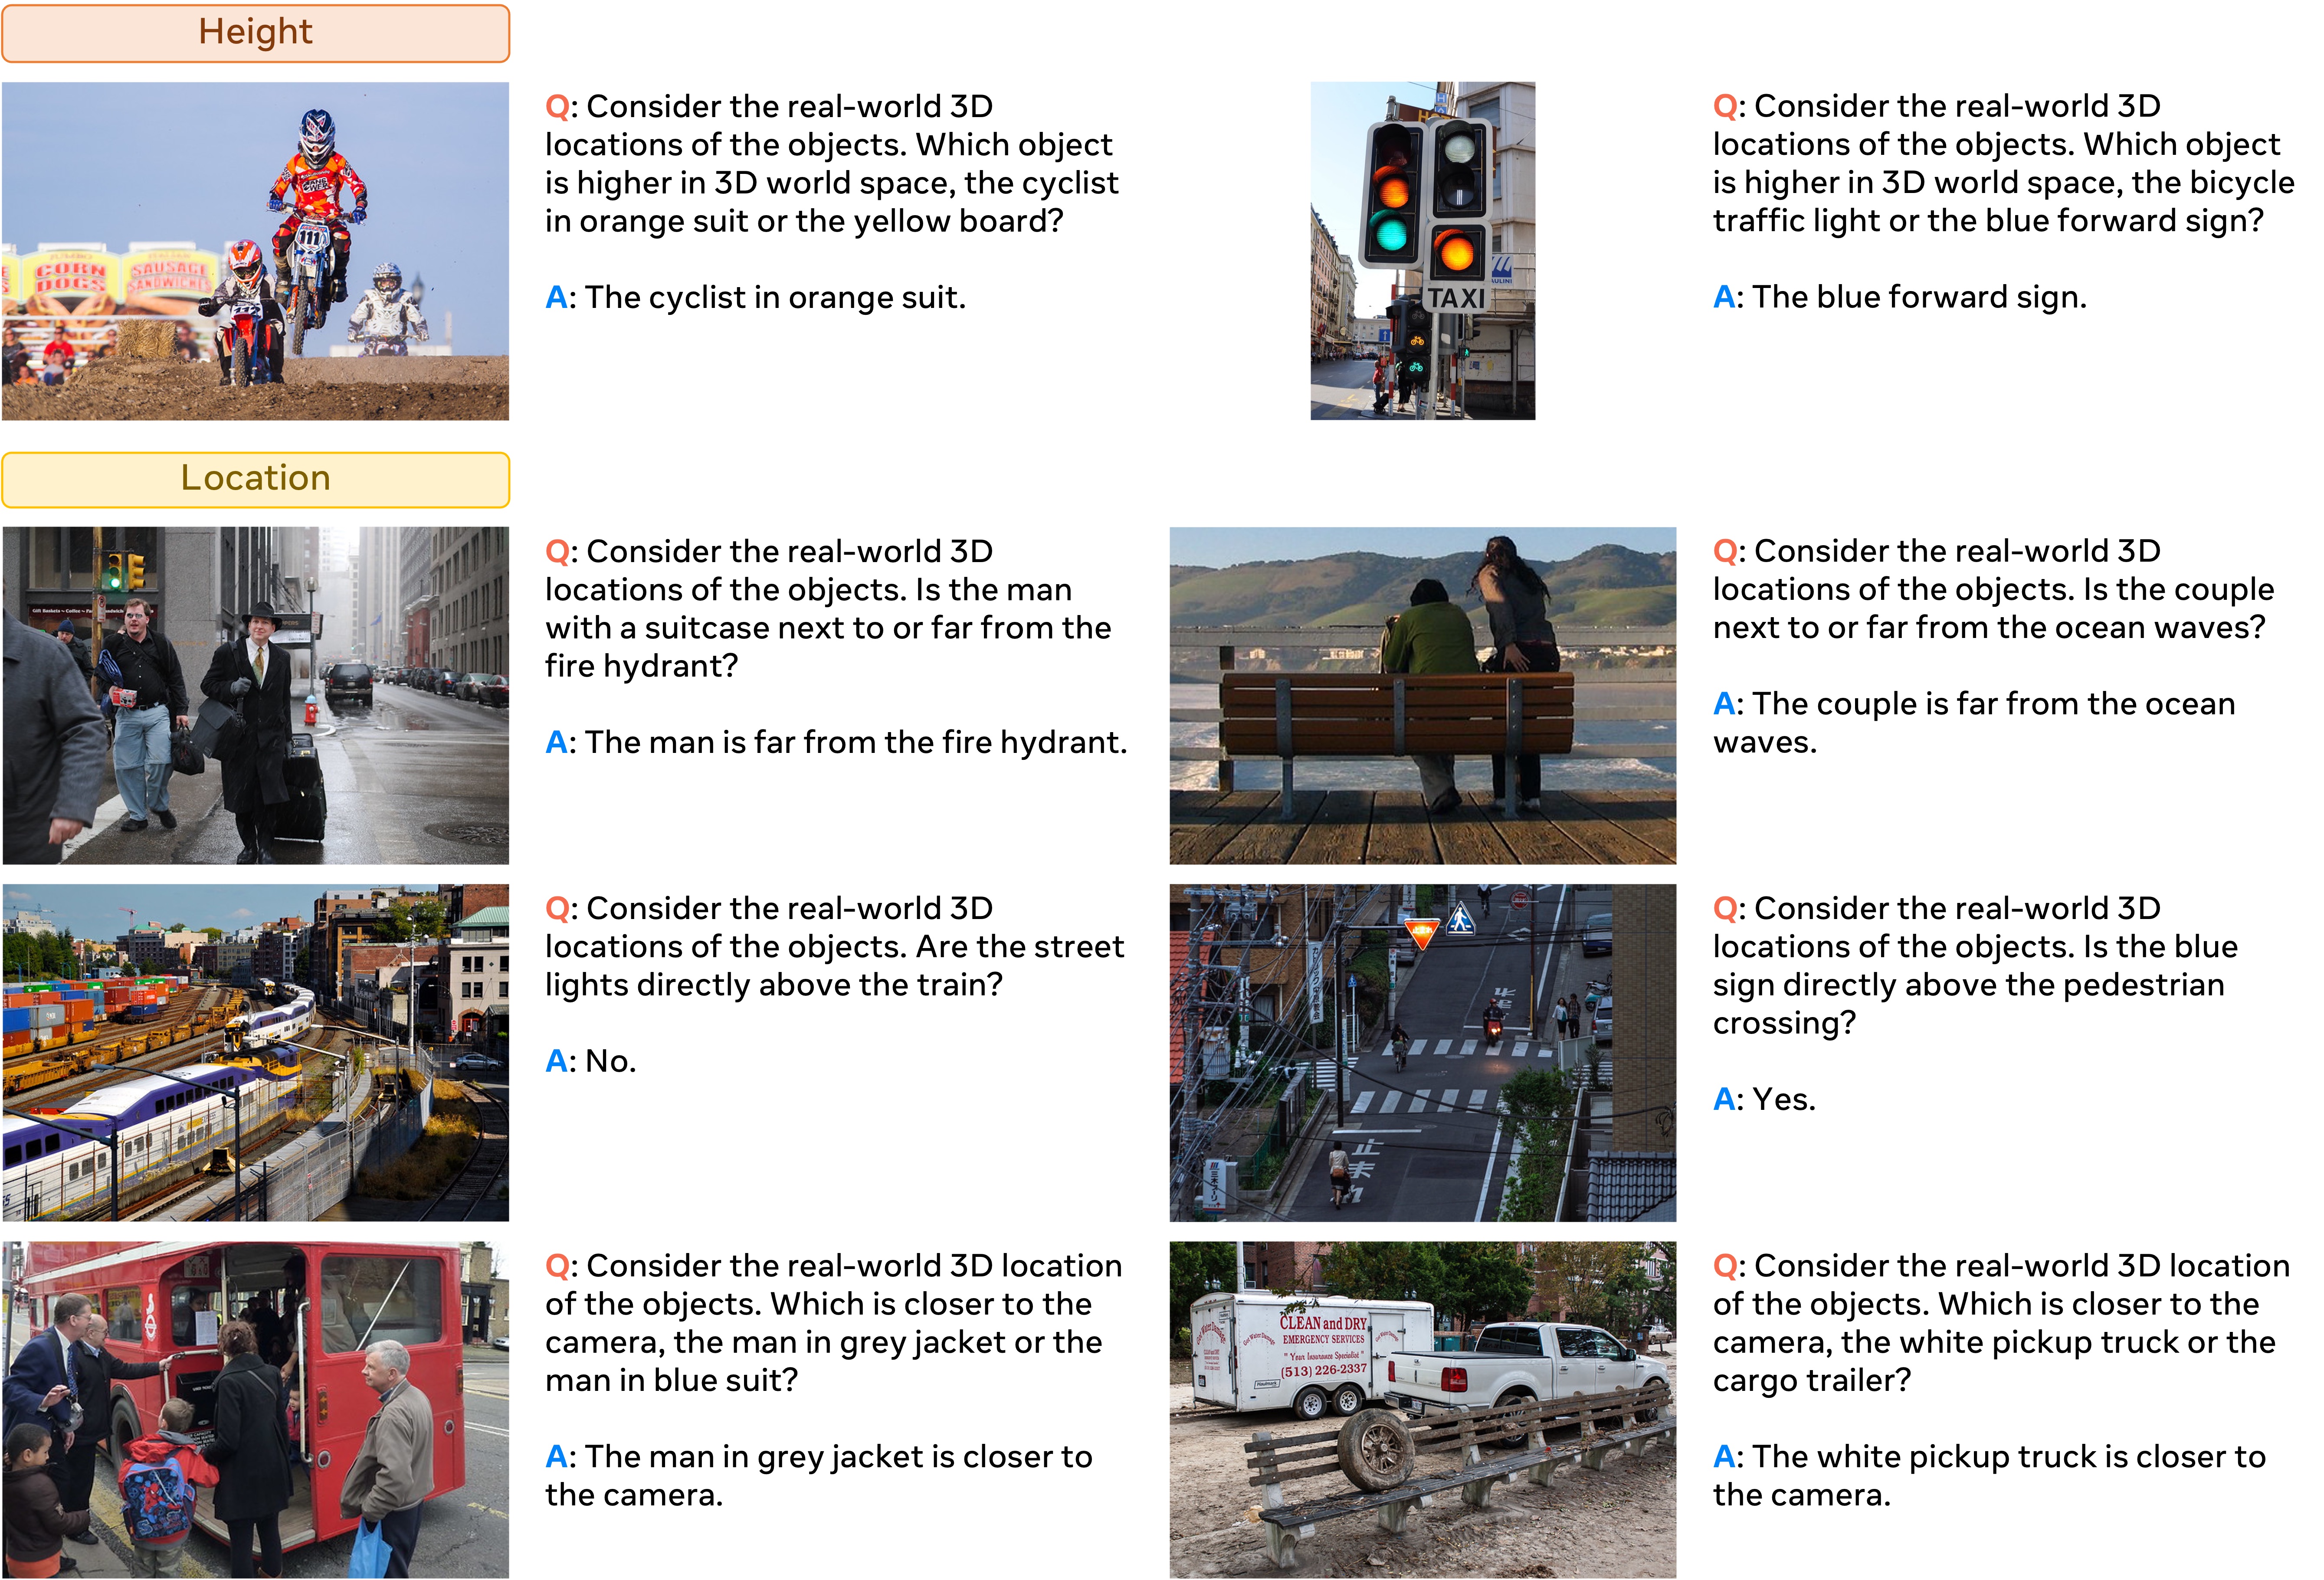 Height
Q: Consider the real-world 3D
locations of the objects. Which object
is higher in 3D world space, the cyclist
in orange suit or the yellow board?
A: The cyclist in orange suit.
111
112
CORN
DOGS
SAUSAGE
SANDWICHES
Q: Consider the real-world 3D
locations of the objects. Which object
is higher in 3D world space, the bicycle
traffic light or the blue forward sign?
A: The blue forward sign.
TAXI
PAULINI
Location
Q: Consider the real-world 3D
locations of the objects. Is the man
with a suitcase next to or far from the
fire hydrant?
A: The man is far from the fire hydrant.
Q: Consider the real-world 3D
locations of the objects. Is the couple
next to or far from the ocean waves?
A: The couple is far from the ocean
waves.
Q: Consider the real-world 3D
locations of the objects. Are the street
lights directly above the train?
A: No.
止まれ
Q: Consider the real-world 3D
locations of the objects. Is the blue
sign directly above the pedestrian
crossing?
A: Yes.
Q: Consider the real-world 3D location
of the objects. Which is closer to the
camera, the man in grey jacket or the
man in blue suit?
A: The man in grey jacket is closer to
the camera.
CLEAN and DRY
EMERGENCY SERVICES
"Your Insurance Specialist"
(513) 226-2337
Q: Consider the real-world 3D location
of the objects. Which is closer to the
camera, the white pickup truck or the
cargo trailer?
A: The white pickup truck is closer to
the camera.